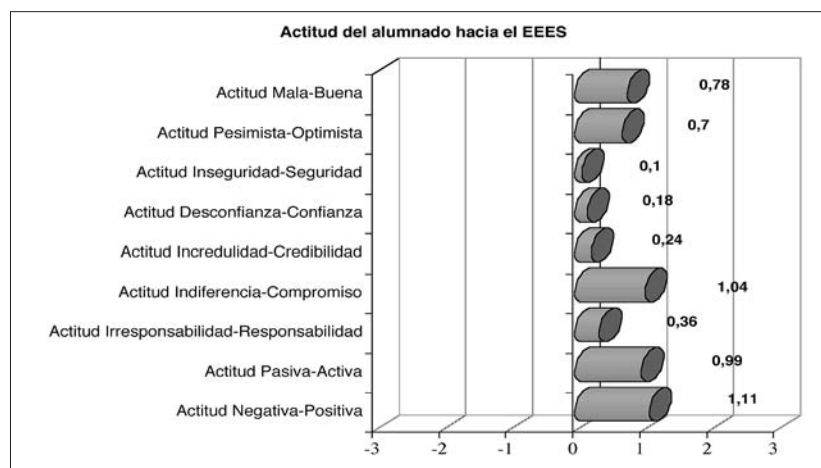 Actitud del alumnado hacia el EEES
Actitud Mala-Buena 0,78
Actitud Pesimista-Optimista 0,7
Actitud Inseguridad-Seguridad 0,1
Actitud Desconfianza-Confianza 0,18
Actitud Incredulidad-Credibilidad 0,24
Actitud Indiferencia-Compromiso 1,04
Actitud Irresponsabilidad-Responsabilidad 0,36
Actitud Pasiva-Activa 0,99
Actitud Negativa-Positiva 1,11
-3 -2 -1 0 1 2 3